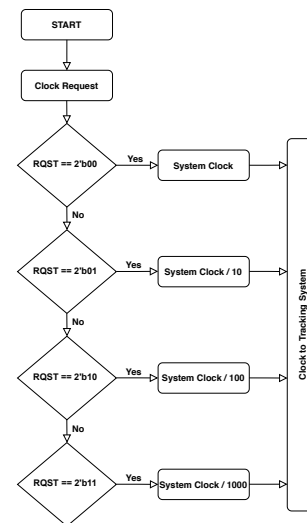 START
Clock Request
RQST == 2'b00
Yes
System Clock
No
RQST == 2'b01
Yes
System Clock / 10
No
RQST == 2'b10
Yes
System Clock / 100
No
RQST == 2'b11
Yes
System Clock / 1000
Clock to Tracking System